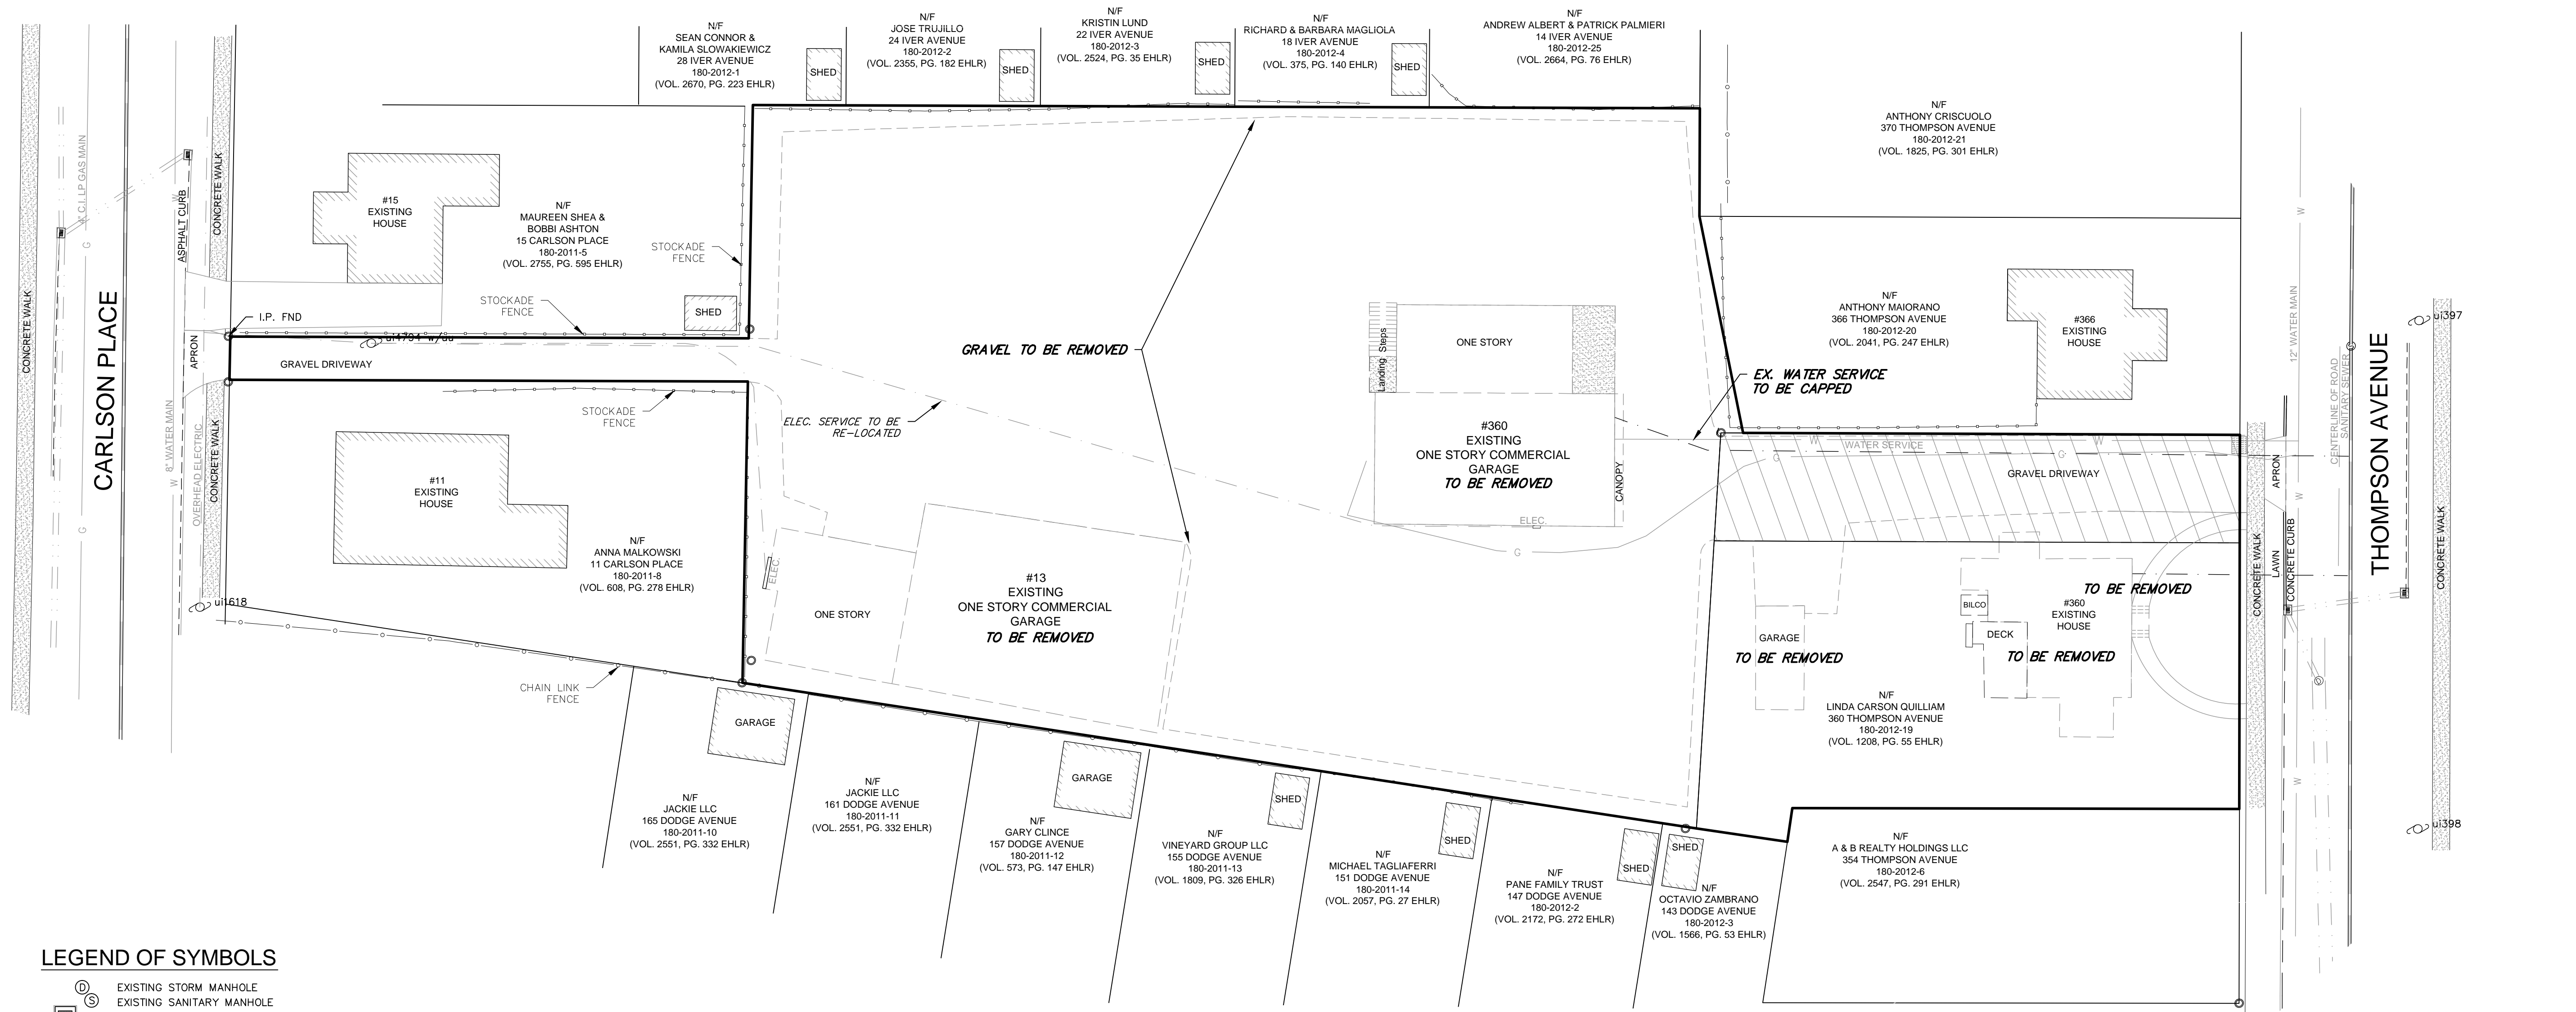 N/F
SEAN CONNOR &
KAMILA SLOWAKIEWICZ
28 IVER AVENUE
180-2012-1
(VOL. 2670, PG. 223 EHLR)
SHED
N/F
JOSE TRUJILLO
24 IVER AVENUE
180-2012-2
(VOL. 2355, PG. 182 EHLR)
SHED
N/F
KRISTIN LUND
22 IVER AVENUE
180-2012-3
(VOL. 2524, PG. 35 EHLR)
SHED
N/F
RICHARD & BARBARA MAGLIOLA
18 IVER AVENUE
180-2012-4
(VOL. 375, PG. 140 EHLR)
SHED
N/F
ANDREW ALBERT & PATRICK PALMIERI
14 IVER AVENUE
180-2012-25
(VOL. 2664, PG. 76 EHLR)
N/F
ANTHONY CRISCUOLO
370 THOMPSON AVENUE
180-2012-21
(VOL. 1825, PG. 301 EHLR)
CONCRETE WALK
CARLSON PLACE
C.I. LP GAS MAIN
G
G
8" WATER MAIN
W
W
ASPHALT CURB
CONCRETE WALK
OVERHEAD ELECTRIC
CONCRETE WALK
APRON
#15
EXISTING
HOUSE
N/F
MAUREEN SHEA &
BOBBI ASHTON
15 CARLSON PLACE
180-2011-5
(VOL. 2755, PG. 595 EHLR)
STOCKADE
FENCE
STOCKADE
FENCE
SHED
I.P. FND
GRAVEL DRIVEWAY
STOCKADE
FENCE
#11
EXISTING
HOUSE
N/F
ANNA MALKOWSKI
11 CARLSON PLACE
180-2011-8
(VOL. 608, PG. 278 EHLR)
ui1618
CHAIN LINK
FENCE
GRAVEL TO BE REMOVED
ELEC. SERVICE TO BE
RE-LOCATED
ELEC.
ONE STORY
#13
EXISTING
ONE STORY COMMERCIAL
GARAGE
TO BE REMOVED
Landing Steps
ONE STORY
#360
EXISTING
ONE STORY COMMERCIAL
GARAGE
TO BE REMOVED
CANOPY
ELEC.
G
EX. WATER SERVICE
TO BE CAPPED
N/F
ANTHONY MAIORANO
366 THOMPSON AVENUE
180-2012-20
(VOL. 2041, PG. 247 EHLR)
#366
EXISTING
HOUSE
W
WATER SERVICE
W
G
G
GRAVEL DRIVEWAY
TO BE REMOVED
BILCO
DECK
#360
EXISTING
HOUSE
TO BE REMOVED
GARAGE
TO BE REMOVED
N/F
LINDA CARSON QUILLIAM
360 THOMPSON AVENUE
180-2012-19
(VOL. 1208, PG. 55 EHLR)
CONCRETE WALK
APRON
LAWN
CONCRETE CURB
12" WATER MAIN
W
W
W
CENTERLINE OF ROAD
SANITARY SEWER
THOMPSON AVENUE
CONCRETE WALK
ui397
ui398
GARAGE
N/F
JACKIE LLC
165 DODGE AVENUE
180-2011-10
(VOL. 2551, PG. 332 EHLR)
N/F
JACKIE LLC
161 DODGE AVENUE
180-2011-11
(VOL. 2551, PG. 332 EHLR)
GARAGE
N/F
GARY CLINCE
157 DODGE AVENUE
180-2011-12
(VOL. 573, PG. 147 EHLR)
SHED
N/F
VINEYARD GROUP LLC
155 DODGE AVENUE
180-2011-13
(VOL. 1809, PG. 326 EHLR)
SHED
N/F
MICHAEL TAGLIAFERRI
151 DODGE AVENUE
180-2011-14
(VOL. 2057, PG. 27 EHLR)
SHED
N/F
PANE FAMILY TRUST
147 DODGE AVENUE
180-2012-2
(VOL. 2172, PG. 272 EHLR)
SHED
N/F
OCTAVIO ZAMBRANO
143 DODGE AVENUE
180-2012-3
(VOL. 1566, PG. 53 EHLR)
N/F
A & B REALTY HOLDINGS LLC
354 THOMPSON AVENUE
180-2012-6
(VOL. 2547, PG. 291 EHLR)
LEGEND OF SYMBOLS
D EXISTING STORM MANHOLE
S EXISTING SANITARY MANHOLE